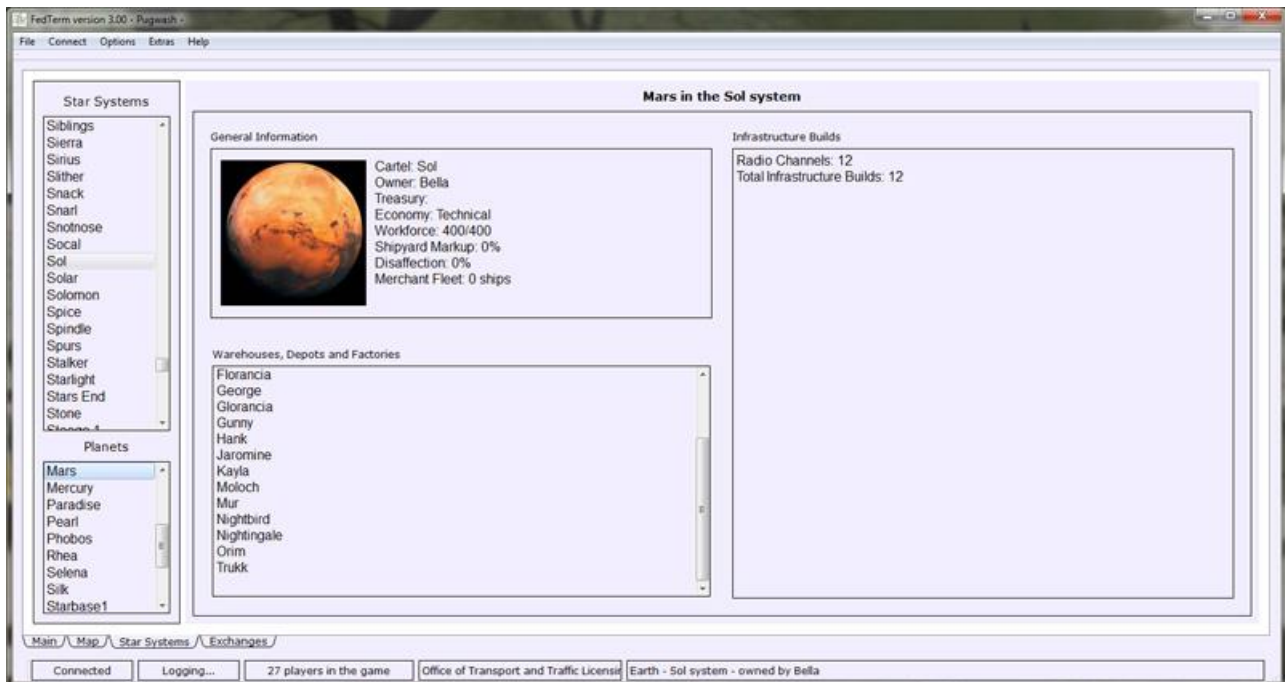 FedTerm version 3.00 - Pugwash -
File Connect Options Extras Help
Mars in the Sol system
Star Systems
Siblings
Sierra
Sirius
Slither
Snack
Snarl
Snotnose
Socal
Sol
Solar
Solomon
Spice
Spindle
Spurs
Stalker
Starlight
Stars End
Stone
Planets
Mars
Mercury
Paradise
Pearl
Phobos
Rhea
Selena
Silk
Starbase1
General Information
Cartel: Sol
Owner: Bella
Treasury:
Economy: Technical
Workforce: 400/400
Shipyard Markup: 0%
Disaffection: 0%
Merchant Fleet: 0 ships
Warehouses, Depots and Factories
Florancia
George
Glorancia
Gunny
Hank
Jaromine
Kayla
Moloch
Mur
Nightbird
Nightingale
Orim
Trukk
Infrastructure Builds
Radio Channels: 12
Total Infrastructure Builds: 12
Main Map Star Systems Exchanges
Connected Logging... 27 players in the game Office of Transport and Traffic Licensi Earth - Sol system - owned by Bella